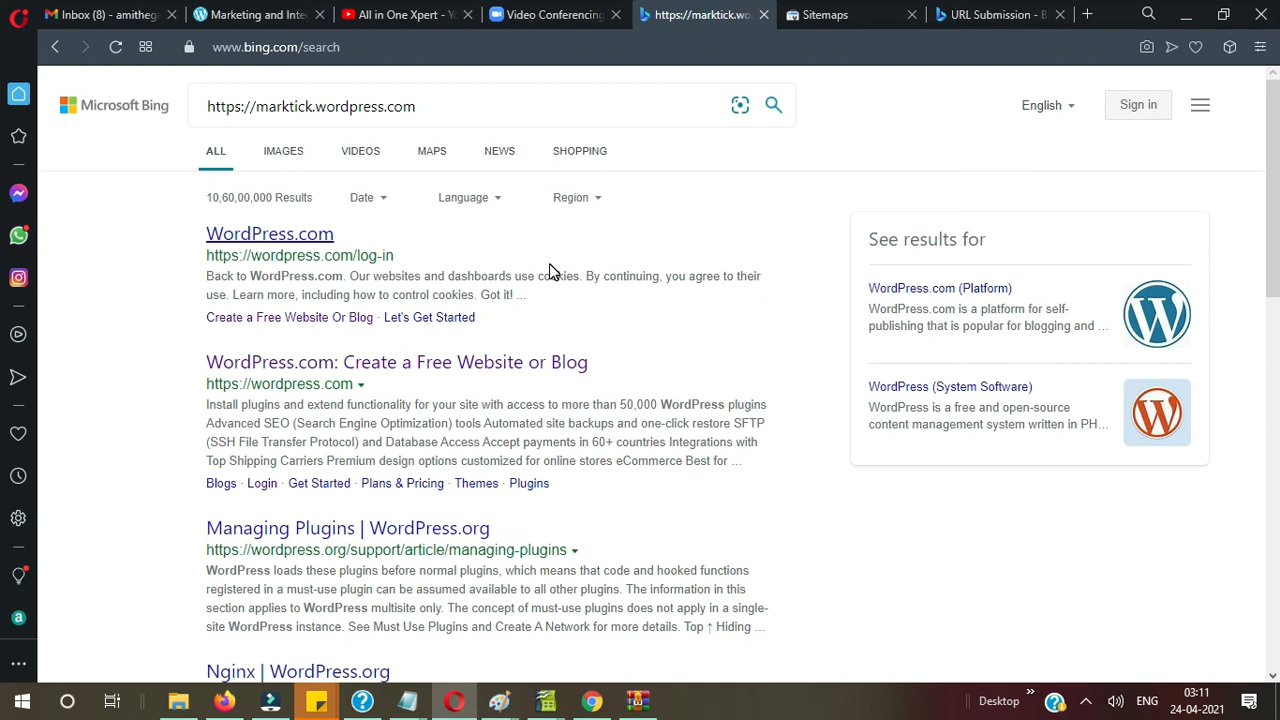 Inbox (8) - amithega
Marketing and Inte
All in One Xpert - Y
Video Conferencing
https://marktick.wo
Sitemaps
URL Submission - B
www.bing.com/search
Microsoft Bing
https://marktick.wordpress.com
English
Sign in
ALL
IMAGES
VIDEOS
MAPS
NEWS
SHOPPING
10,60,00,000 Results
Date
Language
Region
WordPress.com
https://wordpress.com/log-in
Back to WordPress.com. Our websites and dashboards use cookies. By continuing, you agree to their
use. Learn more, including how to control cookies. Got it! ...
Create a Free Website Or Blog · Let's Get Started
WordPress.com: Create a Free Website or Blog
https://wordpress.com
Install plugins and extend functionality for your site with access to more than 50,000 WordPress plugins
Advanced SEO (Search Engine Optimization) tools Automated site backups and one-click restore SFTP
(SSH File Transfer Protocol) and Database Access Accept payments in 60+ countries Integrations with
Top Shipping Carriers Premium design options customized for online stores eCommerce Best for ...
Blogs · Login · Get Started · Plans & Pricing · Themes · Plugins
Managing Plugins | WordPress.org
https://wordpress.org/support/article/managing-plugins
WordPress loads these plugins before normal plugins, which means that code and hooked functions
registered in a must-use plugin can be assumed available to all other plugins. The information in this
section applies to WordPress multisite only. The concept of must-use plugins does not apply in a single-
site WordPress instance. See Must Use Plugins and Create A Network for more details. Top ↑ Hiding ...
Nginx | WordPress.org
See results for
WordPress.com (Platform)
WordPress.com is a platform for self-
publishing that is popular for blogging and ...
WordPress (System Software)
WordPress is a free and open-source
content management system written in PH...
Desktop
ENG
03:11
24-04-2021